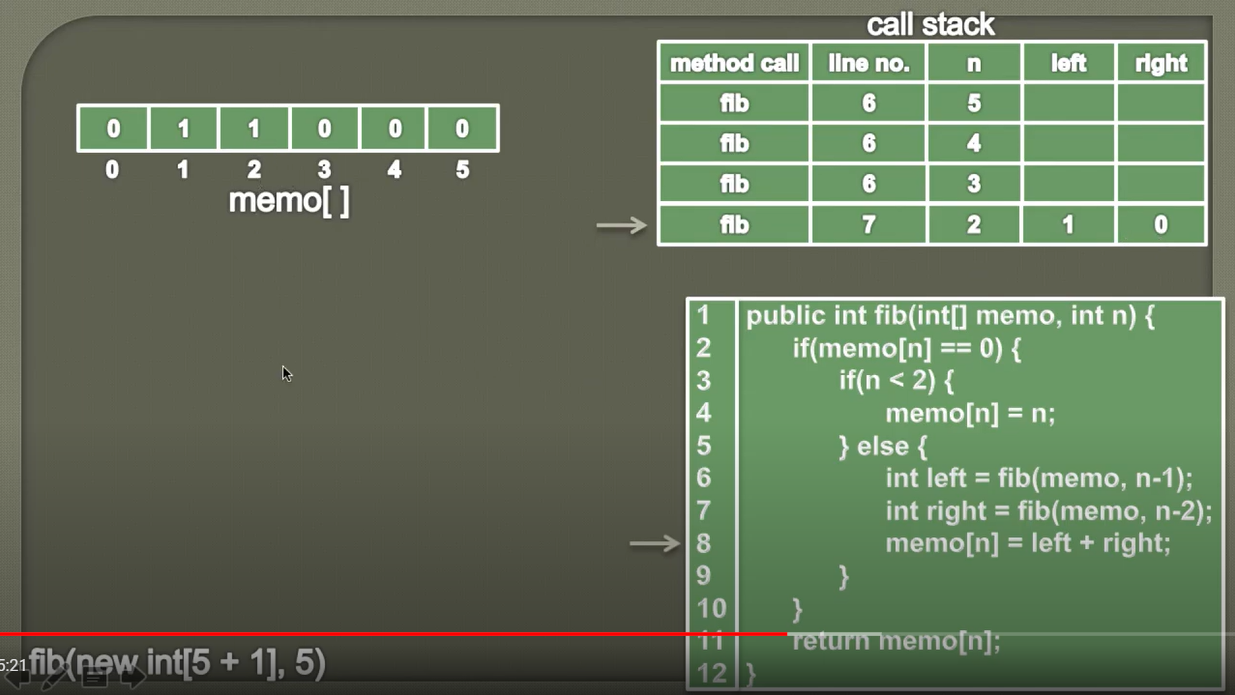 call stack
method call line no. n left right
fib 6 5
fib 6 4
fib 6 3
fib 7 2 1 0
0 1 1 0 0 0
0 1 2 3 4 5
memo[ ]
1 public int fib(int[] memo, int n) {
2 if(memo[n] == 0) {
3 if(n < 2) {
4 memo[n] = n;
5 } else {
6 int left = fib(memo, n-1);
7 int right = fib(memo, n-2);
8 memo[n] = left + right;
9 }
10 }
11 return memo[n];
12 }
5:21
fib(new int[5 + 1], 5)